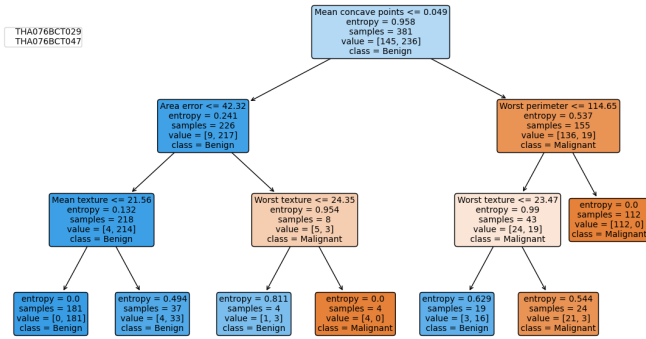 THA076BCT029
THA076BCT047
Mean concave points <= 0.049
entropy = 0.958
samples = 381
value = [145, 236]
class = Benign
Area error <= 42.32
entropy = 0.241
samples = 226
value = [9, 217]
class = Benign
Worst perimeter <= 114.65
entropy = 0.537
samples = 155
value = [136, 19]
class = Malignant
Mean texture <= 21.56
entropy = 0.132
samples = 218
value = [4, 214]
class = Benign
Worst texture <= 24.35
entropy = 0.954
samples = 8
value = [5, 3]
class = Malignant
Worst texture <= 23.47
entropy = 0.99
samples = 43
value = [24, 19]
class = Malignant
entropy = 0.0
samples = 112
value = [112, 0]
class = Malignant
entropy = 0.0
samples = 181
value = [0, 181]
class = Benign
entropy = 0.494
samples = 37
value = [4, 33]
class = Benign
entropy = 0.811
samples = 4
value = [1, 3]
class = Benign
entropy = 0.0
samples = 4
value = [4, 0]
class = Malignant
entropy = 0.629
samples = 19
value = [3, 16]
class = Benign
entropy = 0.544
samples = 24
value = [21, 3]
class = Malignant